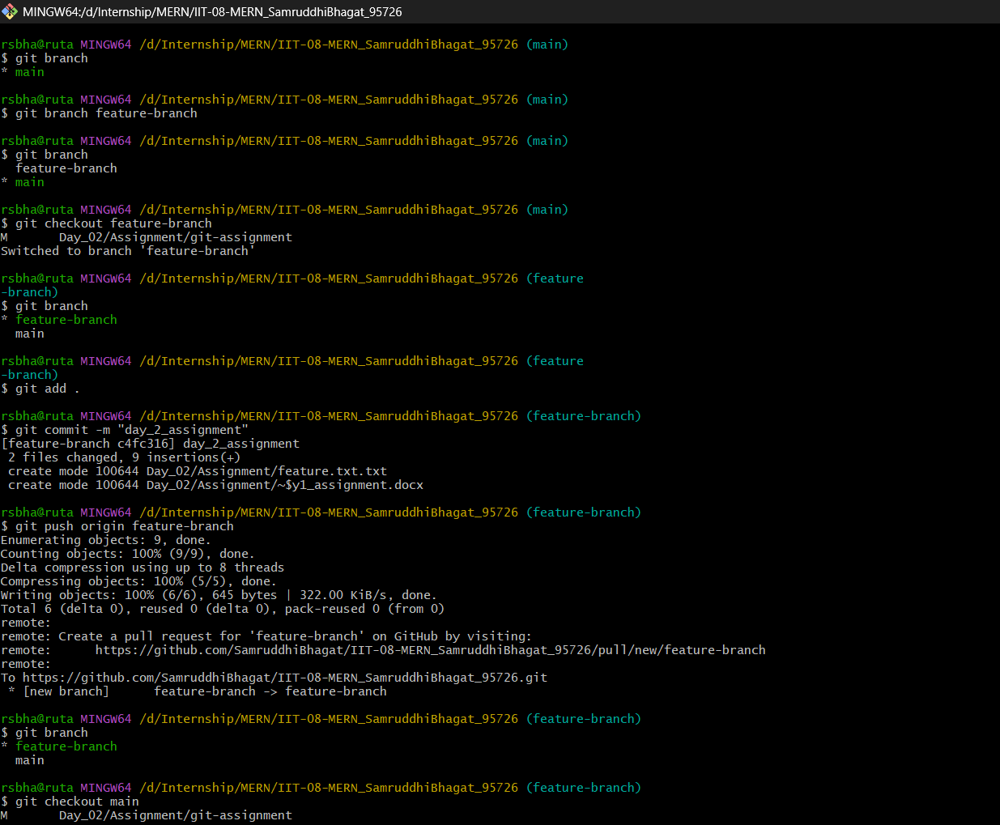 MINGW64:/d/Internship/MERN/IIT-08-MERN_SamruddhiBhagat_95726
rsbha@ruta MINGW64 /d/Internship/MERN/IIT-08-MERN_SamruddhiBhagat_95726 (main)
$ git branch
* main
rsbha@ruta MINGW64 /d/Internship/MERN/IIT-08-MERN_SamruddhiBhagat_95726 (main)
$ git branch feature-branch
rsbha@ruta MINGW64 /d/Internship/MERN/IIT-08-MERN_SamruddhiBhagat_95726 (main)
$ git branch
  feature-branch
* main
rsbha@ruta MINGW64 /d/Internship/MERN/IIT-08-MERN_SamruddhiBhagat_95726 (main)
$ git checkout feature-branch
M       Day_02/Assignment/git-assignment
Switched to branch 'feature-branch'
rsbha@ruta MINGW64 /d/Internship/MERN/IIT-08-MERN_SamruddhiBhagat_95726 (feature
-branch)
$ git branch
* feature-branch
  main
rsbha@ruta MINGW64 /d/Internship/MERN/IIT-08-MERN_SamruddhiBhagat_95726 (feature
-branch)
$ git add .
rsbha@ruta MINGW64 /d/Internship/MERN/IIT-08-MERN_SamruddhiBhagat_95726 (feature-branch)
$ git commit -m "day_2_assignment"
[feature-branch c4fc316] day_2_assignment
 2 files changed, 9 insertions(+)
 create mode 100644 Day_02/Assignment/feature.txt.txt
 create mode 100644 Day_02/Assignment/~$y1_assignment.docx
rsbha@ruta MINGW64 /d/Internship/MERN/IIT-08-MERN_SamruddhiBhagat_95726 (feature-branch)
$ git push origin feature-branch
Enumerating objects: 9, done.
Counting objects: 100% (9/9), done.
Delta compression using up to 8 threads
Compressing objects: 100% (5/5), done.
Writing objects: 100% (6/6), 645 bytes | 322.00 KiB/s, done.
Total 6 (delta 0), reused 0 (delta 0), pack-reused 0 (from 0)
remote:
remote: Create a pull request for 'feature-branch' on GitHub by visiting:
remote:      https://github.com/SamruddhiBhagat/IIT-08-MERN_SamruddhiBhagat_95726/pull/new/feature-branch
remote:
To https://github.com/SamruddhiBhagat/IIT-08-MERN_SamruddhiBhagat_95726.git
 * [new branch]      feature-branch -> feature-branch
rsbha@ruta MINGW64 /d/Internship/MERN/IIT-08-MERN_SamruddhiBhagat_95726 (feature-branch)
$ git branch
* feature-branch
  main
rsbha@ruta MINGW64 /d/Internship/MERN/IIT-08-MERN_SamruddhiBhagat_95726 (feature-branch)
$ git checkout main
M       Day_02/Assignment/git-assignment